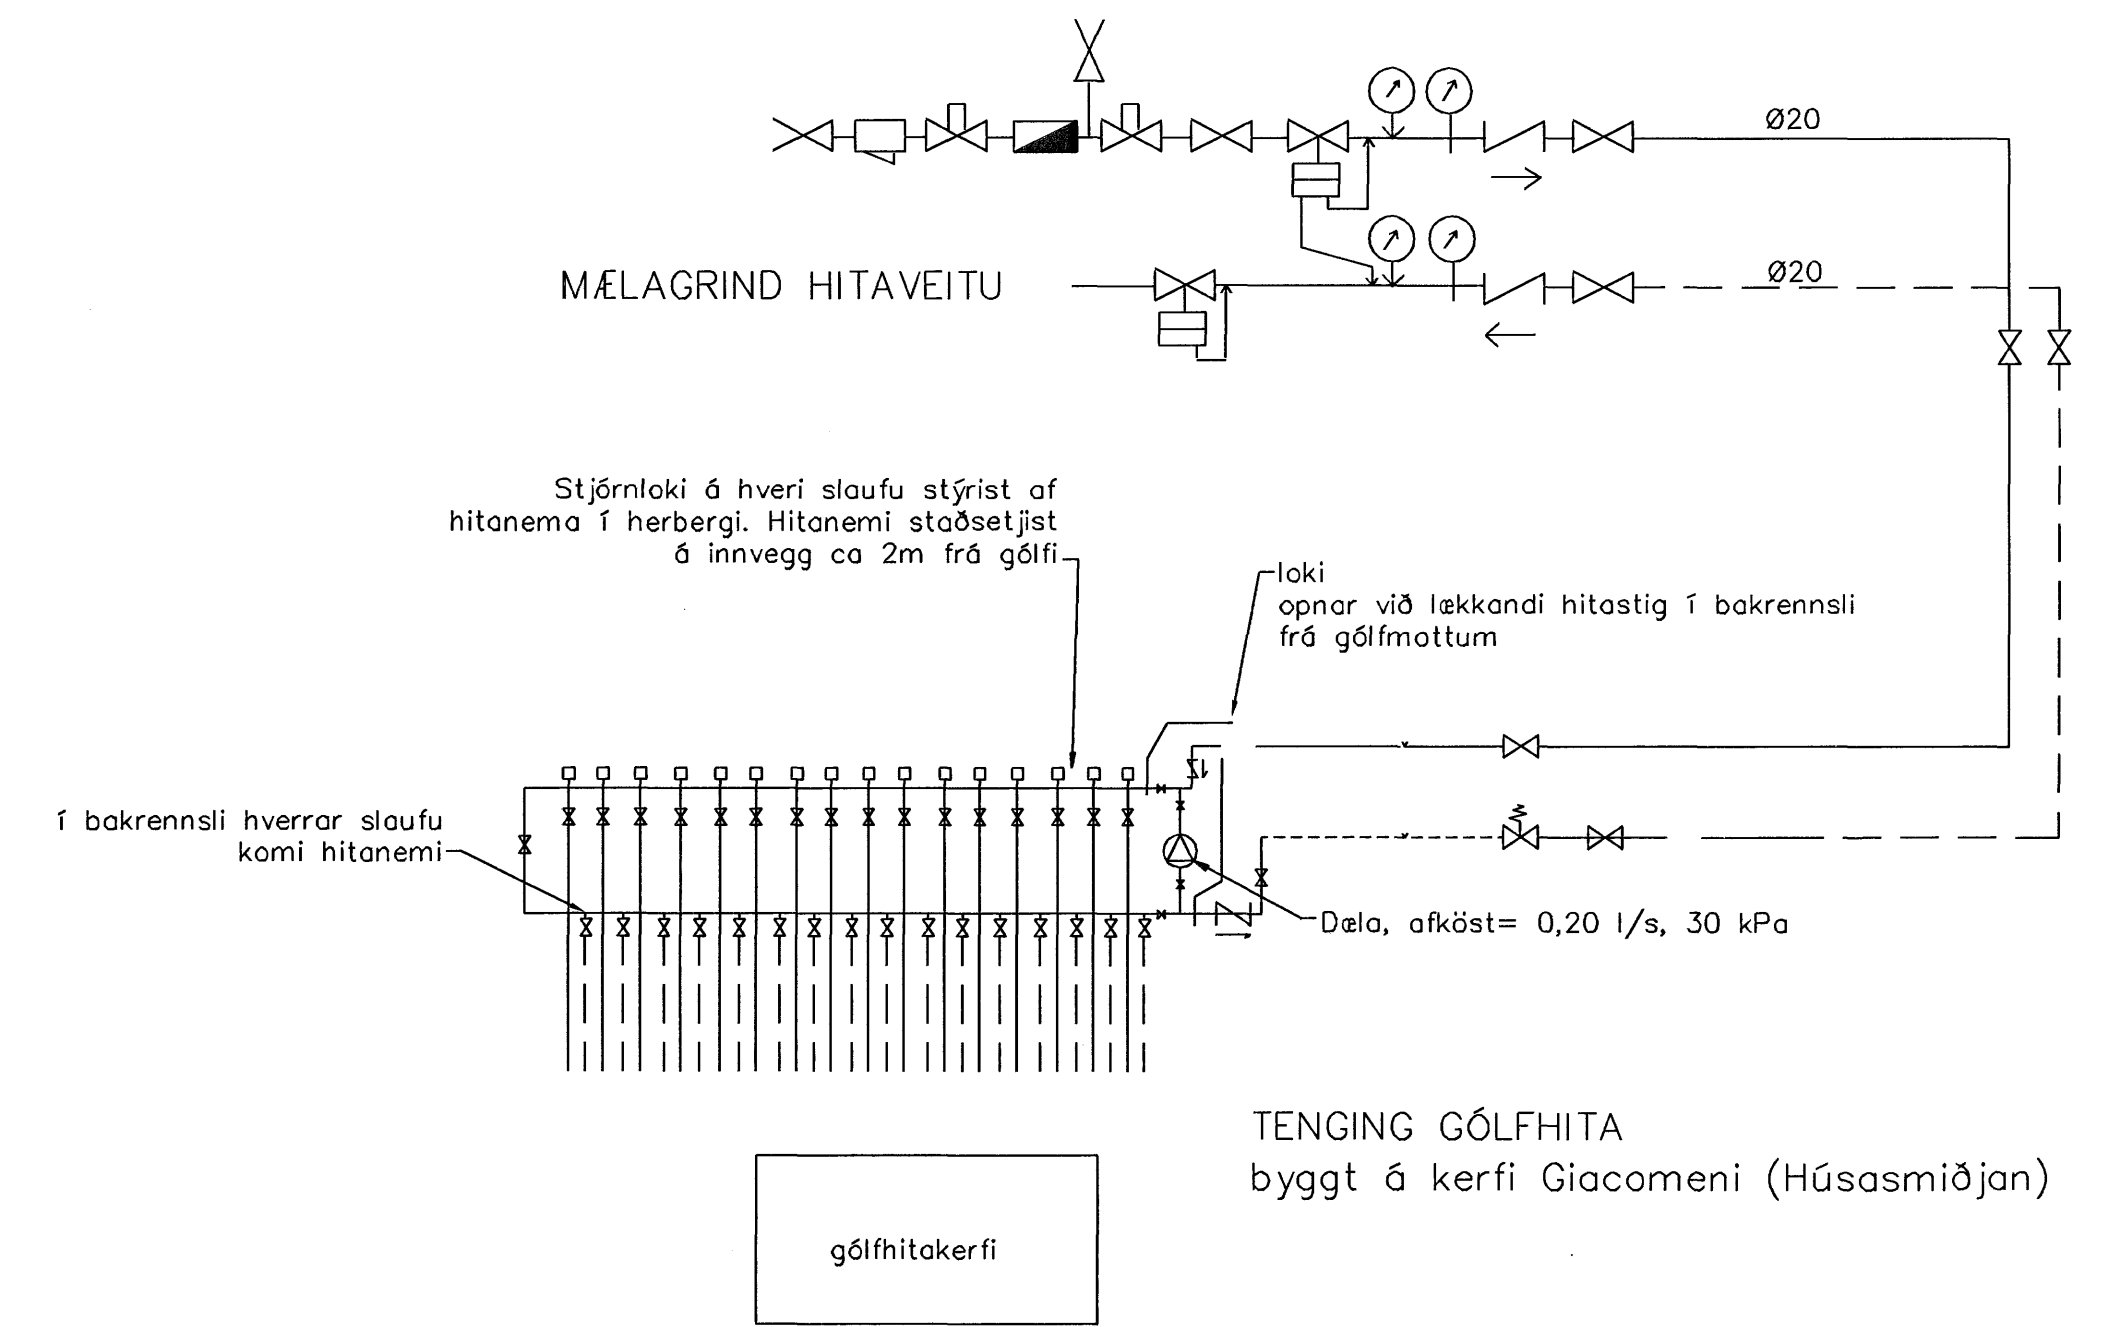 Ø20
MÆLAGRIND HITAVEITU
Ø20
Stjórnloki á hveri slaufu stýrist af
hitanema í herbergi. Hitanemi staðsetjist
á innvegg ca 2m frá gólfi
loki
opnar við lækkandi hitastig í bakrennsli
frá gólfmottum
í bakrennsli hverrar slaufu
komi hitanemi
Dæla, afköst= 0,20 l/s, 30 kPa
TENGING GÓLFHITA
byggt á kerfi Giacomeni (Húsasmiðjan)
gólfhitakerfi